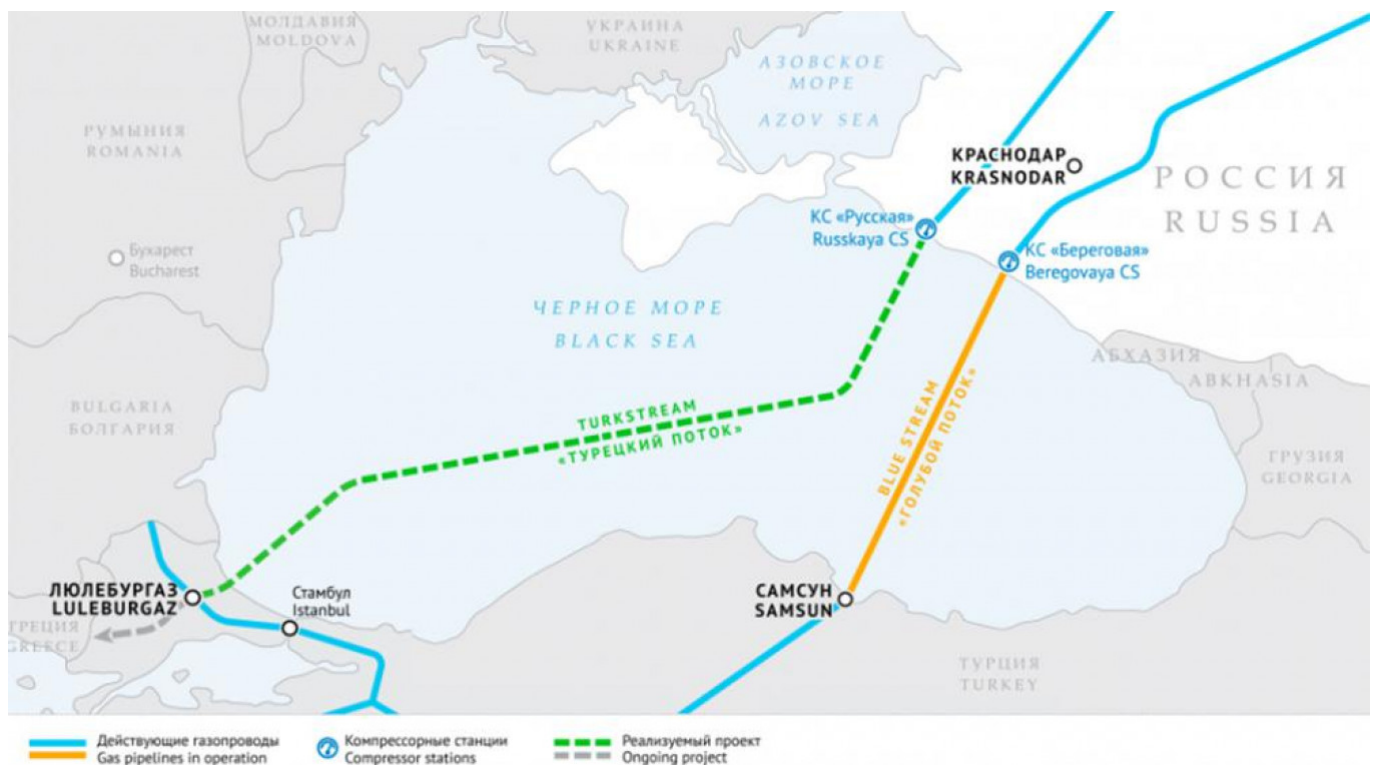 МОЛДАВИЯ
MOLDOVA
УКРАИНА
UKRAINE
АЗОВСКОЕ
МОРЕ
AZOV SEA
РУМЫНИЯ
ROMANIA
КРАСНОДАР
KRASNODAR
РОССИЯ
RUSSIA
КС «Русская»
Russkaya CS
КС «Береговая»
Beregovaya CS
Бухарест
Bucharest
ЧЕРНОЕ МОРЕ
BLACK SEA
АБХАЗИЯ
ABKHASIA
BULGARIA
БОЛГАРИЯ
TURKSTREAM
«ТУРЕЦКИЙ ПОТОК»
BLUE STREAM
«ГОЛУБОЙ ПОТОК»
ГРУЗИЯ
GEORGIA
ЛЮЛЕБУРГАЗ
LULEBURGAZ
Стамбул
Istanbul
САМСУН
SAMSUN
ГРЕЦИЯ
GREECE
ТУРЦИЯ
TURKEY
Действующие газопроводы
Gas pipelines in operation
Компрессорные станции
Compressor stations
Реализуемый проект
Ongoing project